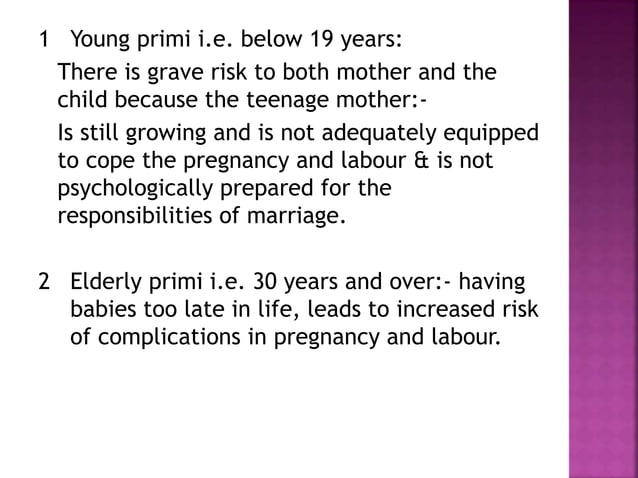 1 Young primi i.e. below 19 years:
There is grave risk to both mother and the
child because the teenage mother:-
Is still growing and is not adequately equipped
to cope the pregnancy and labour & is not
psychologically prepared for the
responsibilities of marriage.
2 Elderly primi i.e. 30 years and over:- having
babies too late in life, leads to increased risk
of complications in pregnancy and labour.